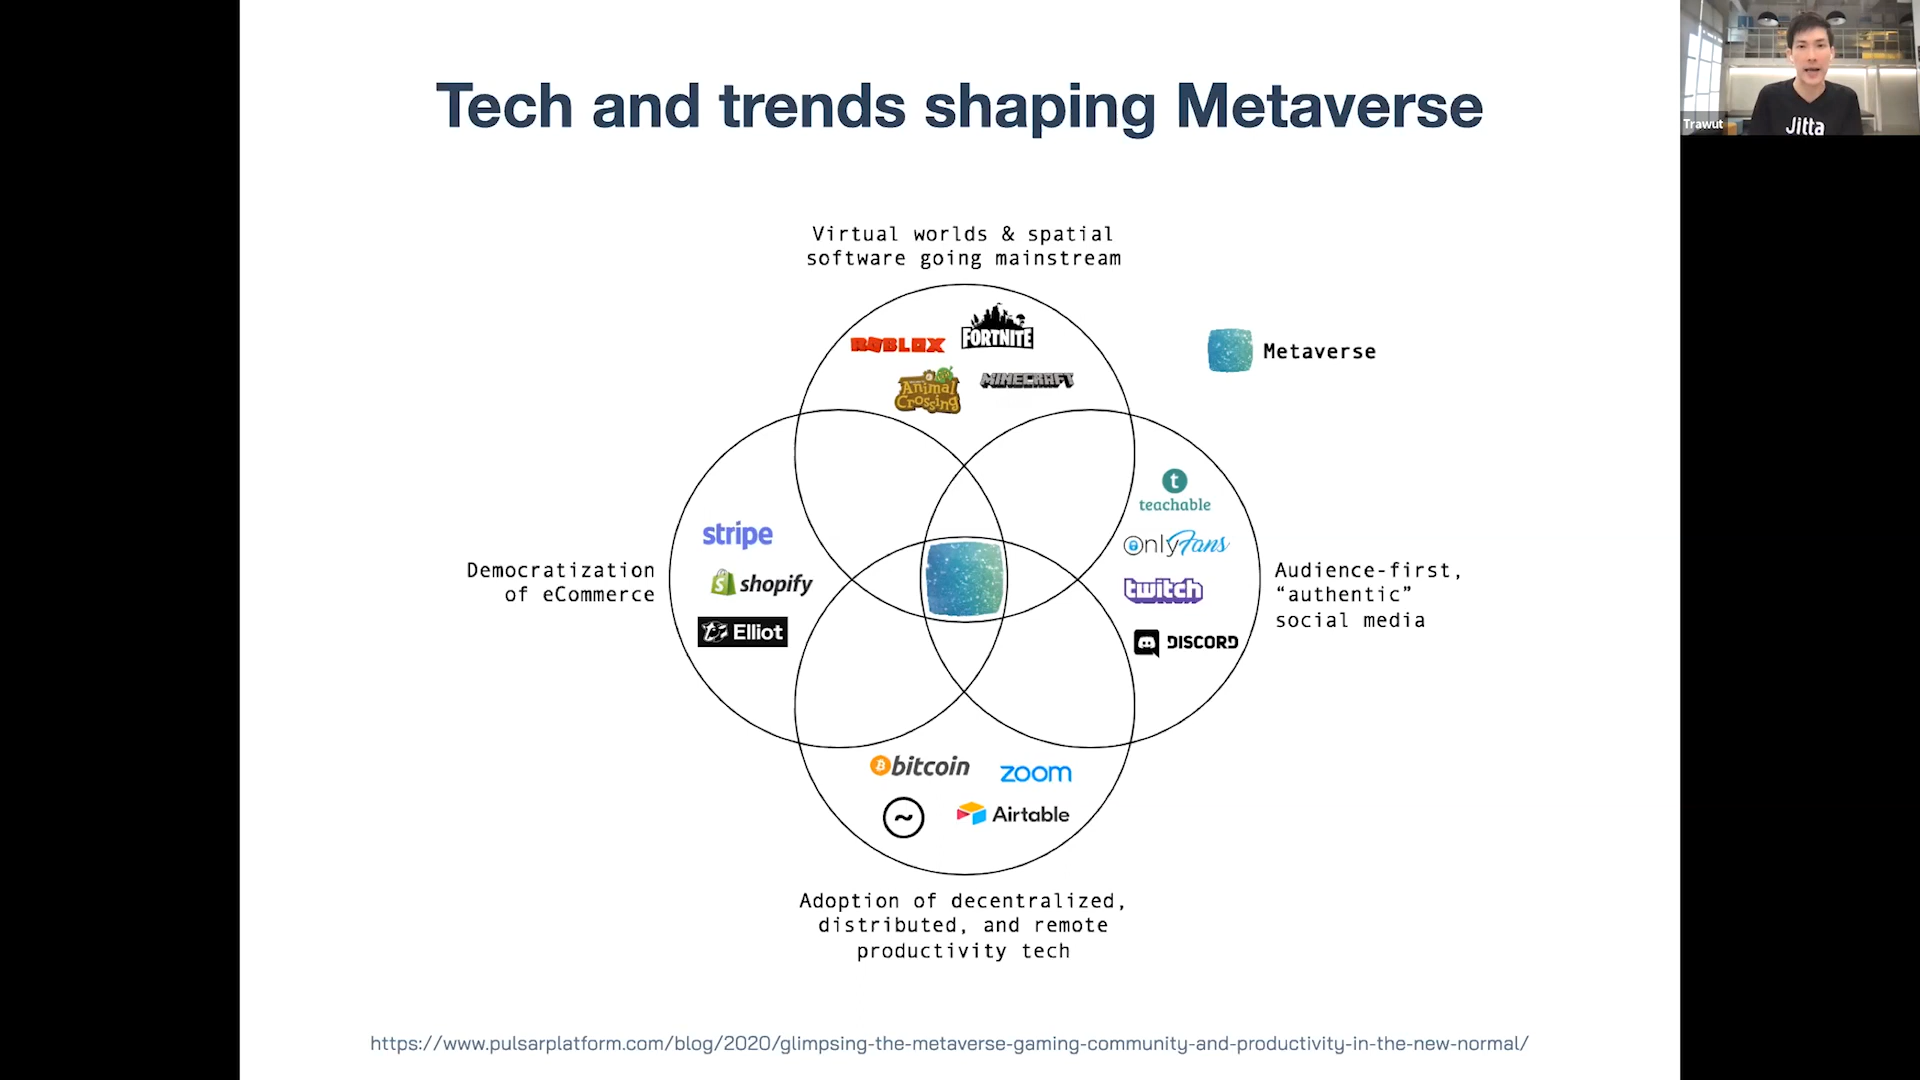 Tech and trends shaping Metaverse
Trawut
Jitta
Virtual worlds & spatial
software going mainstream
ROBLOX
FORTNITE
Animal
Crossing
MINECRAFT
Metaverse
t
teachable
OnlyFans
twitch
DISCORD
Audience-first,
“authentic”
social media
stripe
shopify
Elliot
Democratization
of eCommerce
bitcoin
zoom
~
Airtable
Adoption of decentralized,
distributed, and remote
productivity tech
https://www.pulsarplatform.com/blog/2020/glimpsing-the-metaverse-gaming-community-and-productivity-in-the-new-normal/